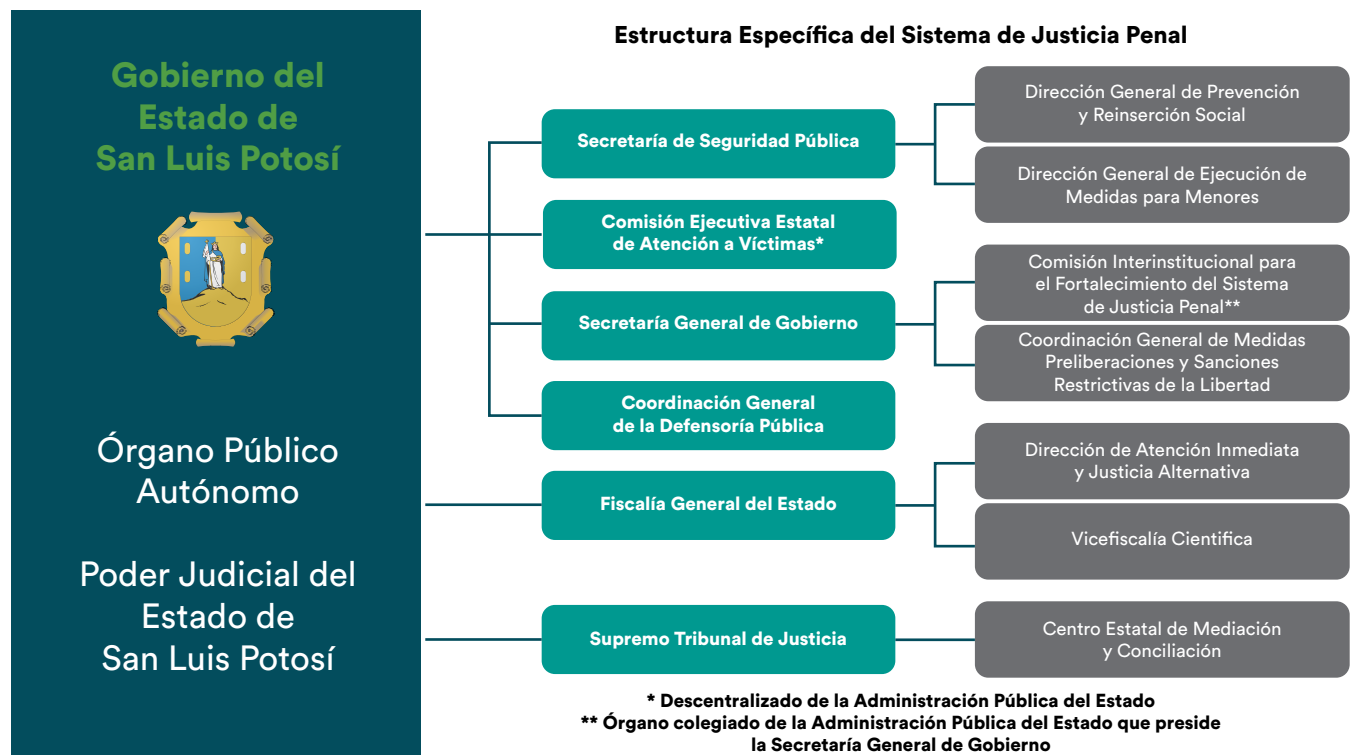 Estructura Específica del Sistema de Justicia Penal
Gobierno del
Estado de
San Luis Potosí
Órgano Público
Autónomo
Poder Judicial del
Estado de
San Luis Potosí
Secretaría de Seguridad Pública
Dirección General de Prevención
y Reinserción Social
Dirección General de Ejecución de
Medidas para Menores
Comisión Ejecutiva Estatal
de Atención a Víctimas*
Secretaría General de Gobierno
Comisión Interinstitucional para
el Fortalecimiento del Sistema
de Justicia Penal**
Coordinación General de Medidas
Preliberaciones y Sanciones
Restrictivas de la Libertad
Coordinación General
de la Defensoría Pública
Fiscalía General del Estado
Dirección de Atención Inmediata
y Justicia Alternativa
Vicefiscalía Cientifica
Supremo Tribunal de Justicia
Centro Estatal de Mediación
y Conciliación
* Descentralizado de la Administración Pública del Estado
** Órgano colegiado de la Administración Pública del Estado que preside
la Secretaría General de Gobierno